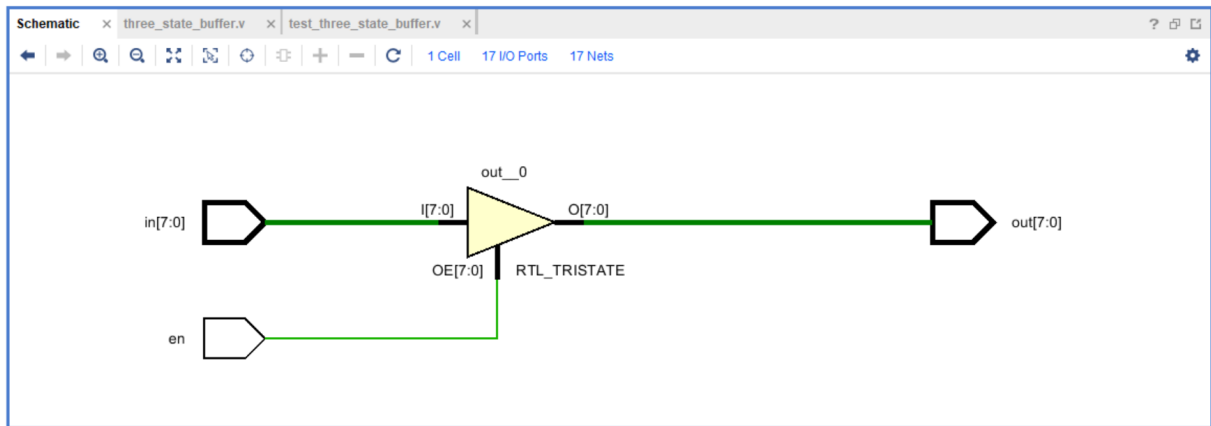 Schematic × three_state_buffer.v × test_three_state_buffer.v × ?
1 Cell 17 I/O Ports 17 Nets
out__0
in[7:0] I[7:0] O[7:0] out[7:0]
OE[7:0] RTL_TRISTATE
en